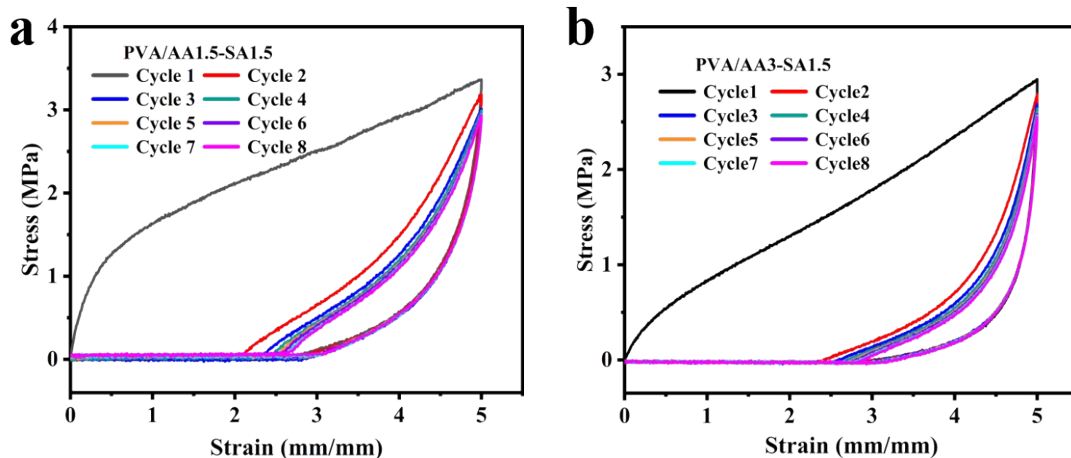 a
PVA/AA1.5-SA1.5
Cycle 1 Cycle 2
Cycle 3 Cycle 4
Cycle 5 Cycle 6
Cycle 7 Cycle 8
4
3
2
1
0
Stress (MPa)
0 1 2 3 4 5
Strain (mm/mm)
b
PVA/AA3-SA1.5
Cycle1 Cycle2
Cycle3 Cycle4
Cycle5 Cycle6
Cycle7 Cycle8
3
2
1
0
Stress (MPa)
0 1 2 3 4 5
Strain (mm/mm)